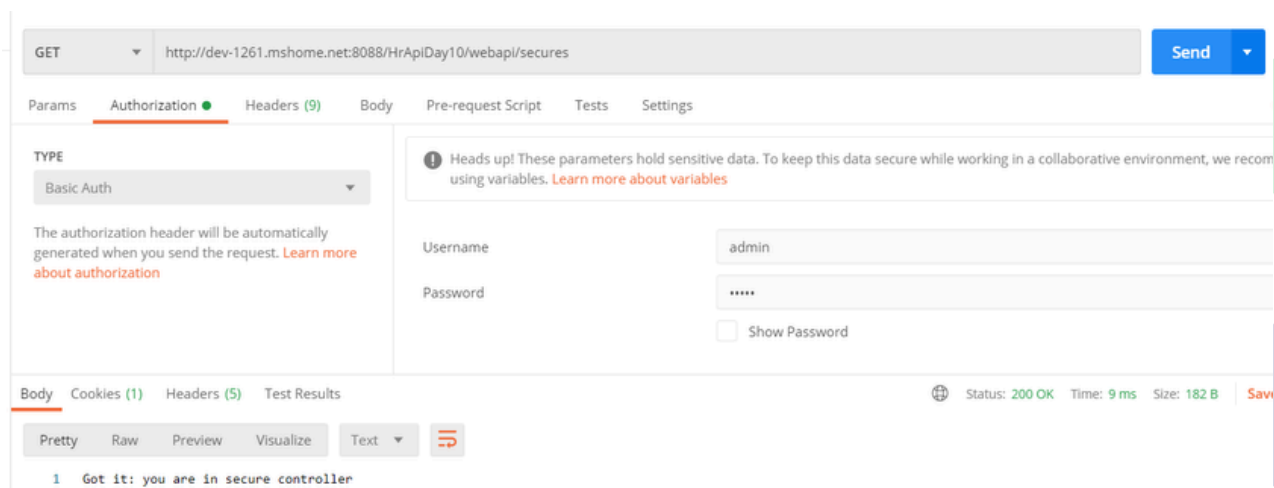 GET http://dev-1261.mshome.net:8088/HrApiDay10/webapi/secures Send
Params Authorization Headers (9) Body Pre-request Script Tests Settings
TYPE
Basic Auth
The authorization header will be automatically
generated when you send the request. Learn more
about authorization
Heads up! These parameters hold sensitive data. To keep this data secure while working in a collaborative environment, we recom
using variables. Learn more about variables
Username admin
Password •••••
Show Password
Body Cookies (1) Headers (5) Test Results Status: 200 OK Time: 9 ms Size: 182 B Save
Pretty Raw Preview Visualize Text
1 Got it: you are in secure controller